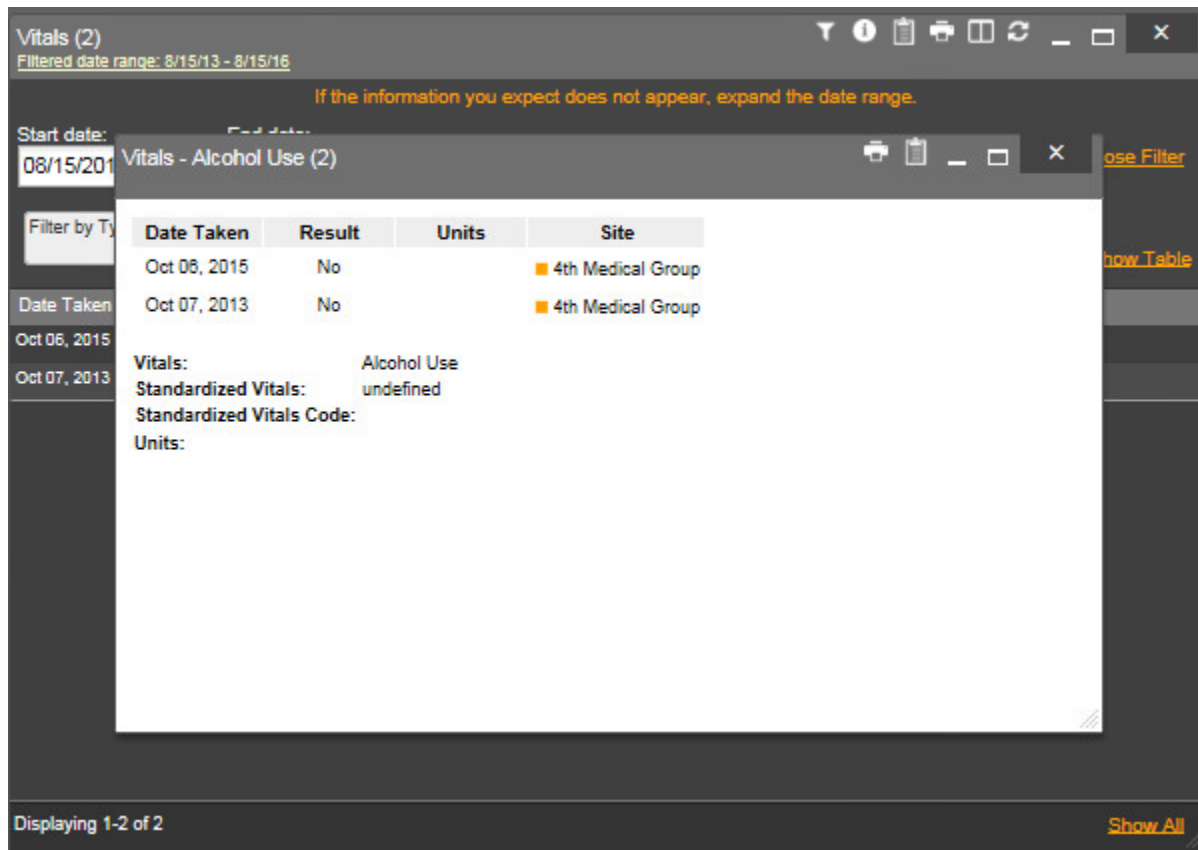 Vitals (2)
Filtered date range: 8/15/13 - 8/15/16
If the information you expect does not appear, expand the date range.
Start date:
End date:
08/15/201
ose Filter
Filter by Ty
how Table
Date Taken
Oct 06, 2015
Oct 07, 2013
Vitals - Alcohol Use (2)
Date Taken Result Units Site
Oct 06, 2015 No 4th Medical Group
Oct 07, 2013 No 4th Medical Group
Vitals: Alcohol Use
Standardized Vitals: undefined
Standardized Vitals Code:
Units:
Displaying 1-2 of 2
Show All